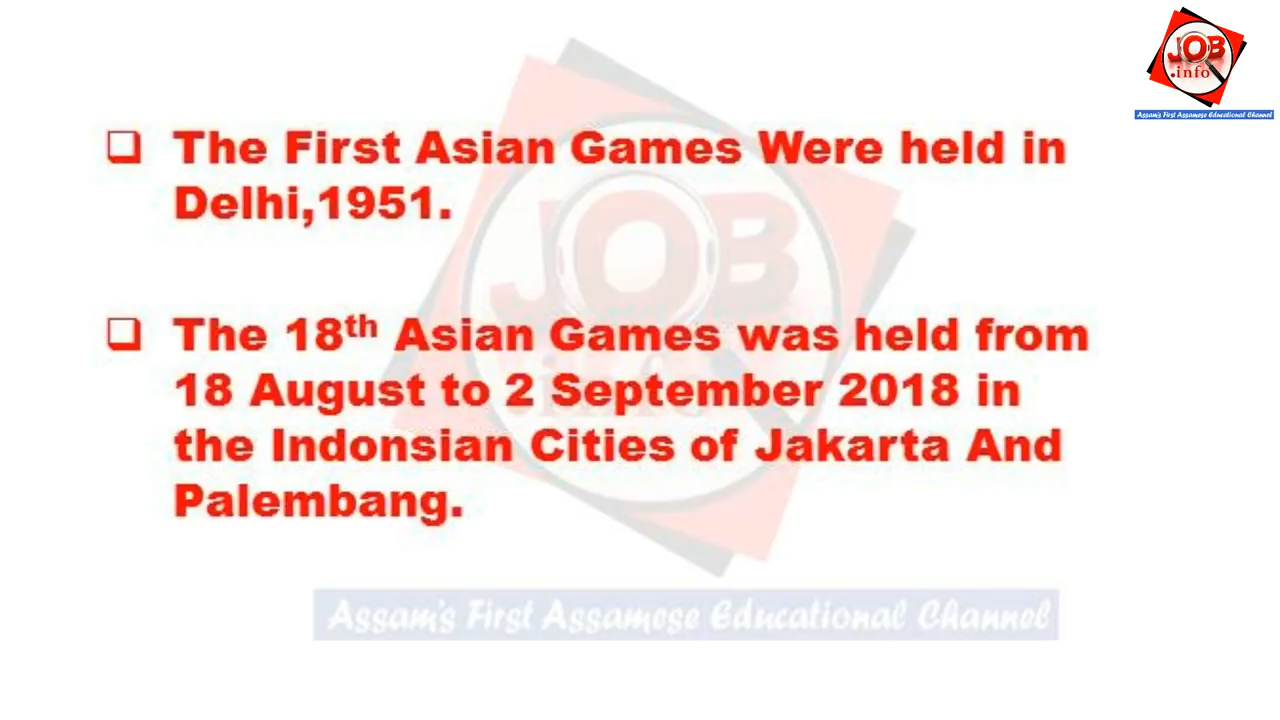 JOB
.info
Assam's First Assamese Educational Channel
❑ The First Asian Games Were held in
Delhi,1951.
❑ The 18th Asian Games was held from
18 August to 2 September 2018 in
the Indonsian Cities of Jakarta And
Palembang.
JOB
.info
Assam's First Assamese Educational Channel